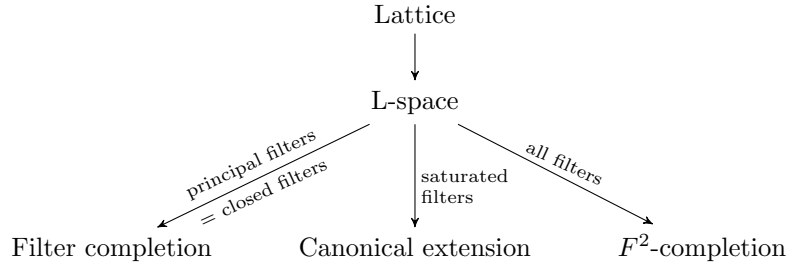 Lattice
L-space
principal filters
= closed filters
saturated
filters
all filters
Filter completion
Canonical extension
F²-completion